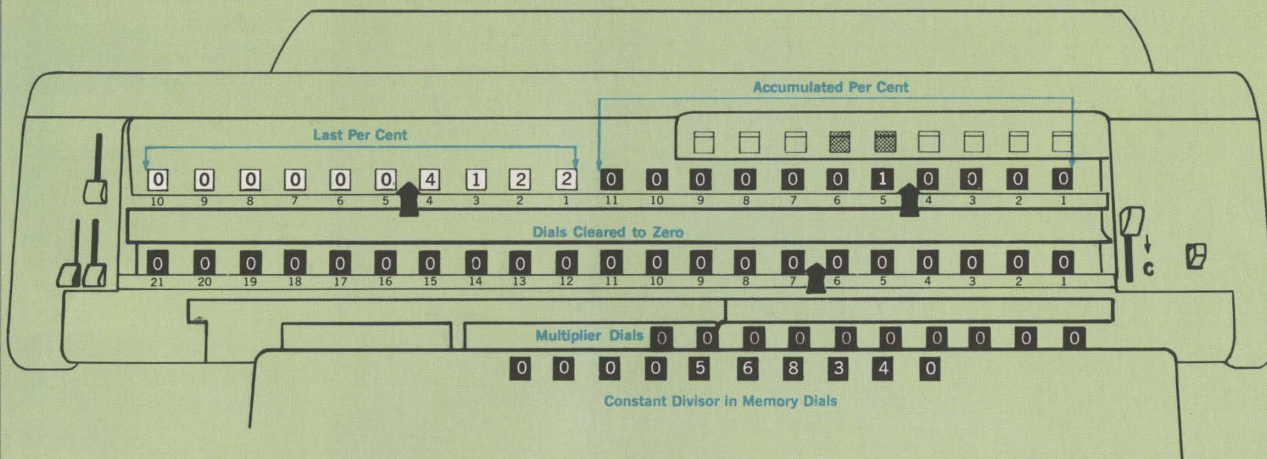 Accumulated Per Cent
Last Per Cent
0 0 0 0 0 0 4 1 2 2 0 0 0 0 0 0 1 0 0 0 0
10 9 8 7 6 5 4 3 2 1 11 10 9 8 7 6 5 4 3 2 1
Dials Cleared to Zero
0 0 0 0 0 0 0 0 0 0 0 0 0 0 0 0 0 0 0 0 0
21 20 19 18 17 16 15 14 13 12 11 10 9 8 7 6 5 4 3 2 1
C
Multiplier Dials 0 0 0 0 0 0 0 0 0 0
0 0 0 0 5 6 8 3 4 0
Constant Divisor in Memory Dials